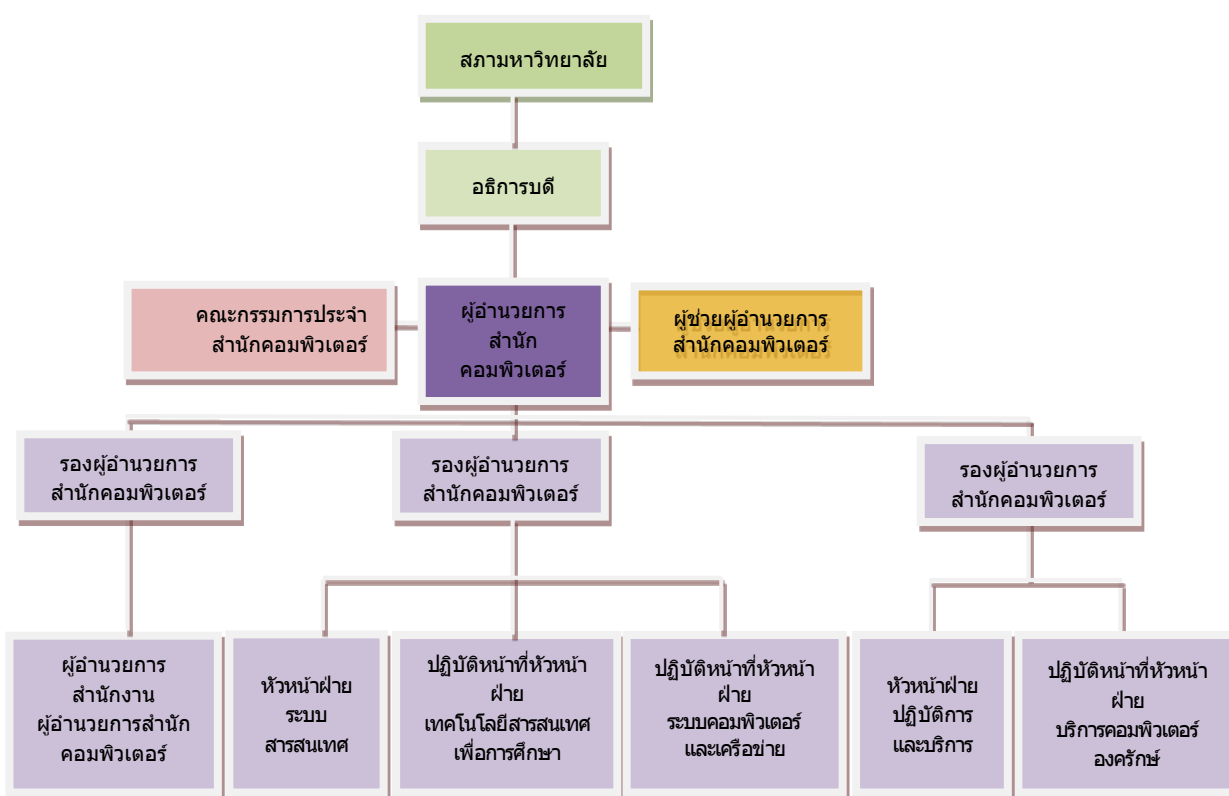 สภามหาวิทยาลัย
อธิการบดี
คณะกรรมการประจำ
สำนักคอมพิวเตอร์
ผู้อำนวยการ
สำนัก
คอมพิวเตอร์
ผู้ช่วยผู้อำนวยการ
สำนักคอมพิวเตอร์
รองผู้อำนวยการ
สำนักคอมพิวเตอร์
รองผู้อำนวยการ
สำนักคอมพิวเตอร์
รองผู้อำนวยการ
สำนักคอมพิวเตอร์
ผู้อำนวยการ
สำนักงาน
ผู้อำนวยการสำนัก
คอมพิวเตอร์
หัวหน้าฝ่าย
ระบบ
สารสนเทศ
ปฏิบัติหน้าที่หัวหน้า
ฝ่าย
เทคโนโลยีสารสนเทศ
เพื่อการศึกษา
ปฏิบัติหน้าที่หัวหน้า
ฝ่าย
ระบบคอมพิวเตอร์
และเครือข่าย
หัวหน้าฝ่าย
ปฏิบัติการ
และบริการ
ปฏิบัติหน้าที่หัวหน้า
ฝ่าย
บริการคอมพิวเตอร์
องครักษ์